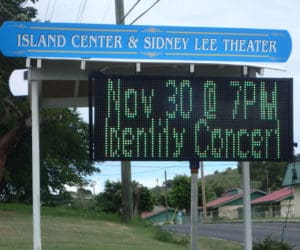 ISLAND CENTER & SIDNEY LEE THEATER
Nov 30 @ 7PM
Identity Concert